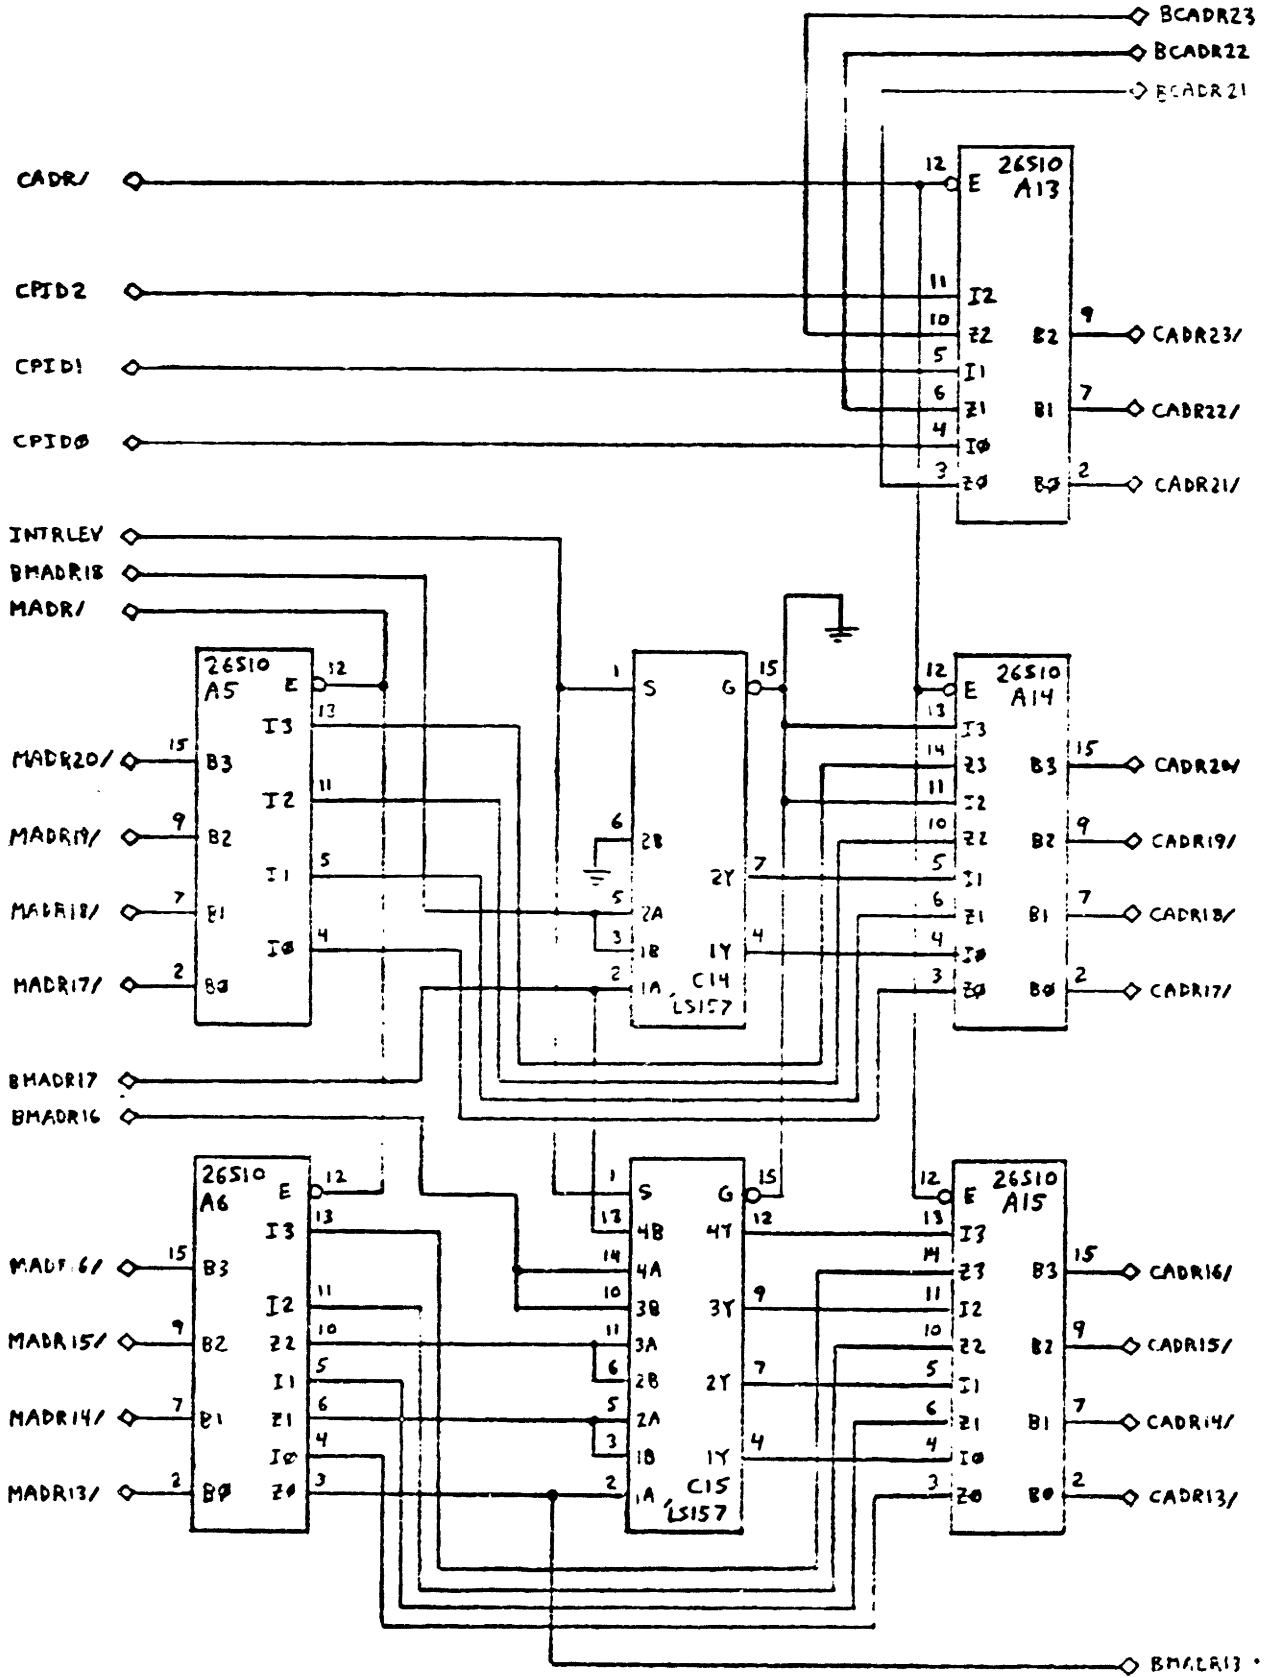 BCADR23
BCADR22
BCADR21
CADR/
12 E 26S10
A13
CPID2
11 I2
10 Z2 B2 9 CADR23/
CPID1
5 I1
6 Z1 B1 7 CADR22/
CPIDØ
4 IØ
3 ZØ BØ 2 CADR21/
INTRLEV
BMADR18
MADR/
26S10 E 12
A5
1 S G 15
12 E 26S10
A14
I3 13
13 I3
MADR20/ 15 B3
14 Z3 B3 15 CADR20/
I2 11
11 I2
MADR19/ 9 B2
6 2B
10 Z2 B2 9 CADR19/
I1 5
2Y 7
5 I1
MADR18/ 7 B1
5 2A
6 Z1 B1 7 CADR18/
IØ 4
3 1B 1Y 4
4 IØ
MADR17/ 2 BØ
2 1A C14
LS157
3 ZØ BØ 2 CADR17/
BMADR17
BMADR16
26S10 E 12
A6
1 S G 15
12 E 26S10
A15
I3 13
13 4B 4Y 12
13 I3
15 B3
14 4A
14 Z3 B3 15 CADR16/
I2 11
10 3B 3Y 9
11 I2
MADR15/ 9 B2 Z2 10
11 3A
10 Z2 B2 9 CADR15/
I1 5
6 2B 2Y 7
5 I1
MADR14/ 7 B1 Z1 6
5 2A
6 Z1 B1 7 CADR14/
IØ 4
3 1B 1Y 4
4 IØ
MADR13/ 2 BØ ZØ 3
2 1A C15
LS157
3 ZØ BØ 2 CADR13/